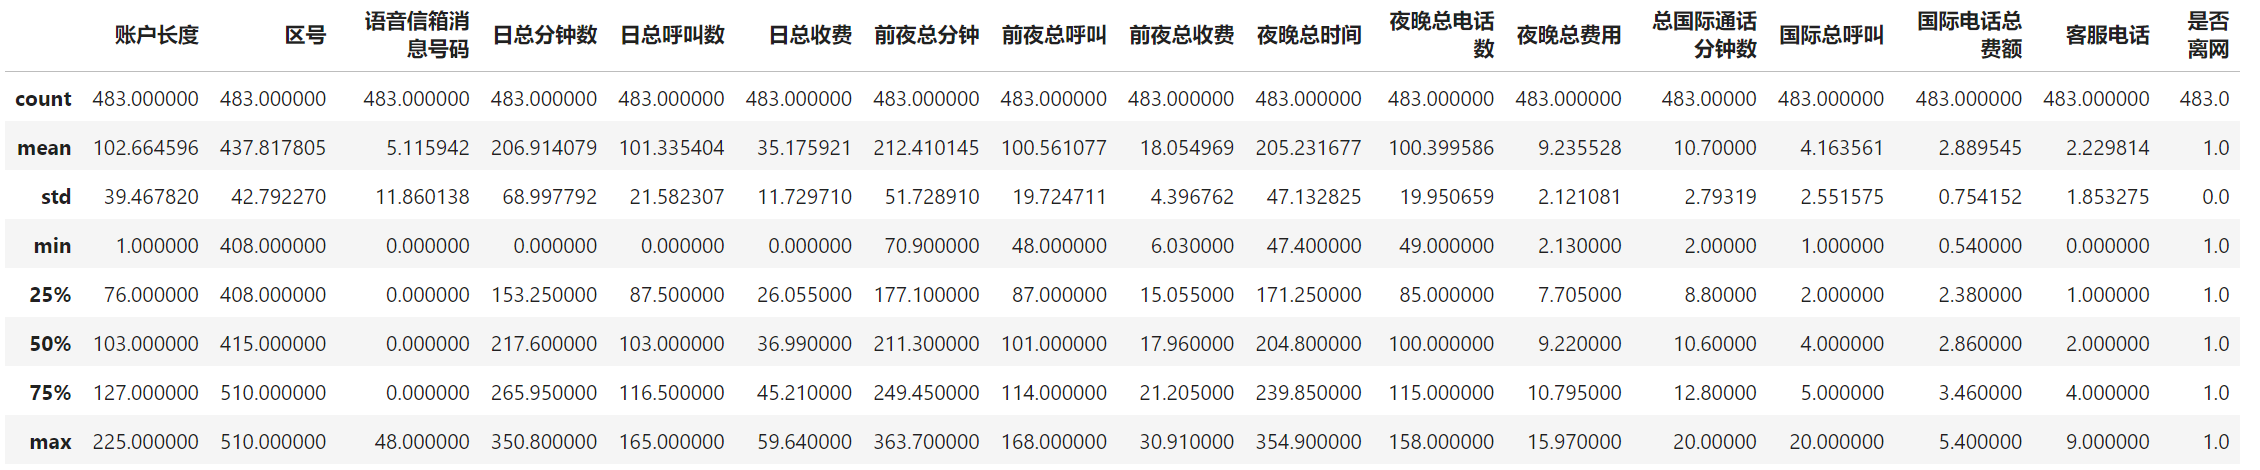 账户长度 区号 语音信箱消息号码 日总分钟数 日总呼叫数 日总收费 前夜总分钟 前夜总呼叫 前夜总收费 夜晚总时间 夜晚总电话数 夜晚总费用 总国际通话分钟数 国际总呼叫 国际电话总费额 客服电话 是否离网
count 483.000000 483.000000 483.000000 483.000000 483.000000 483.000000 483.000000 483.000000 483.000000 483.000000 483.000000 483.000000 483.00000 483.000000 483.000000 483.000000 483.0
mean 102.664596 437.817805 5.115942 206.914079 101.335404 35.175921 212.410145 100.561077 18.054969 205.231677 100.399586 9.235528 10.70000 4.163561 2.889545 2.229814 1.0
std 39.467820 42.792270 11.860138 68.997792 21.582307 11.729710 51.728910 19.724711 4.396762 47.132825 19.950659 2.121081 2.79319 2.551575 0.754152 1.853275 0.0
min 1.000000 408.000000 0.000000 0.000000 0.000000 0.000000 70.900000 48.000000 6.030000 47.400000 49.000000 2.130000 2.00000 1.000000 0.540000 0.000000 1.0
25% 76.000000 408.000000 0.000000 153.250000 87.500000 26.055000 177.100000 87.000000 15.055000 171.250000 85.000000 7.705000 8.80000 2.000000 2.380000 1.000000 1.0
50% 103.000000 415.000000 0.000000 217.600000 103.000000 36.990000 211.300000 101.000000 17.960000 204.800000 100.000000 9.220000 10.60000 4.000000 2.860000 2.000000 1.0
75% 127.000000 510.000000 0.000000 265.950000 116.500000 45.210000 249.450000 114.000000 21.205000 239.850000 115.000000 10.795000 12.80000 5.000000 3.460000 4.000000 1.0
max 225.000000 510.000000 48.000000 350.800000 165.000000 59.640000 363.700000 168.000000 30.910000 354.900000 158.000000 15.970000 20.00000 20.000000 5.400000 9.000000 1.0